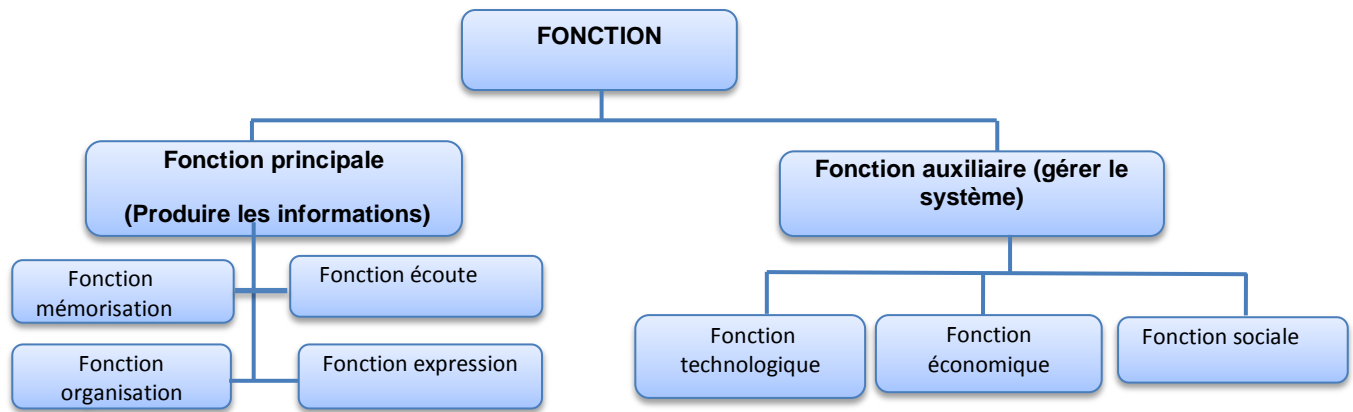 FONCTION
Fonction principale
(Produire les informations)
Fonction auxiliaire (gérer le
système)
Fonction
mémorisation
Fonction écoute
Fonction
organisation
Fonction expression
Fonction
technologique
Fonction
économique
Fonction sociale